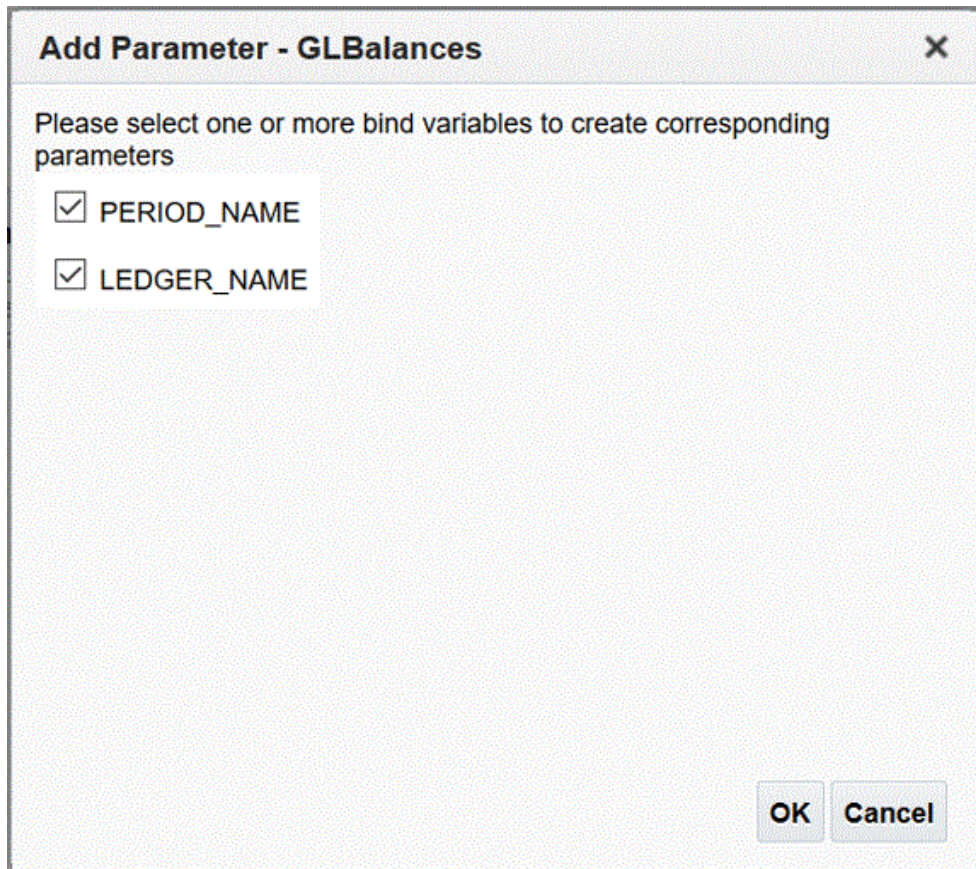 Add Parameter - GLBalances
Please select one or more bind variables to create corresponding
parameters
PERIOD_NAME
LEDGER_NAME
OK Cancel